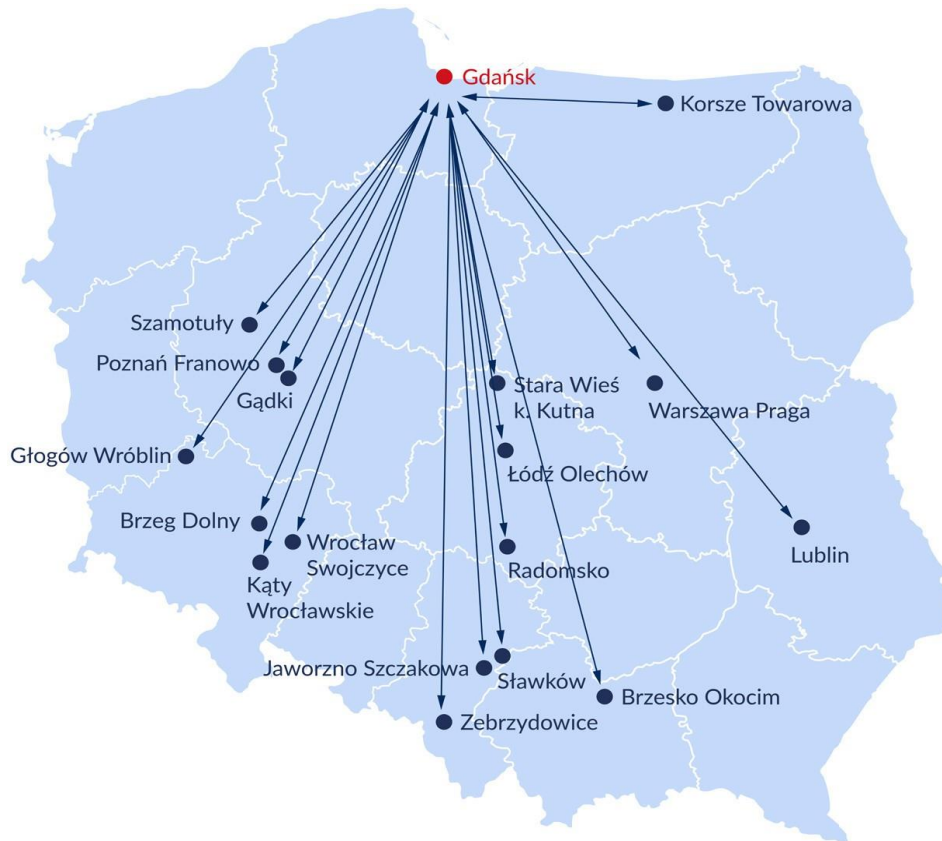 Gdańsk
Korsze Towarowa
Szamotuły
Poznań Franowo
Gądki
Stara Wieś
k. Kutna
Warszawa Praga
Głogów Wróblin
Łódź Olechów
Brzeg Dolny
Wrocław
Swojczyce
Kąty
Wrocławskie
Radomsko
Lublin
Jaworzno Szczakowa
Sławków
Brzesko Okocim
Zebrzydowice